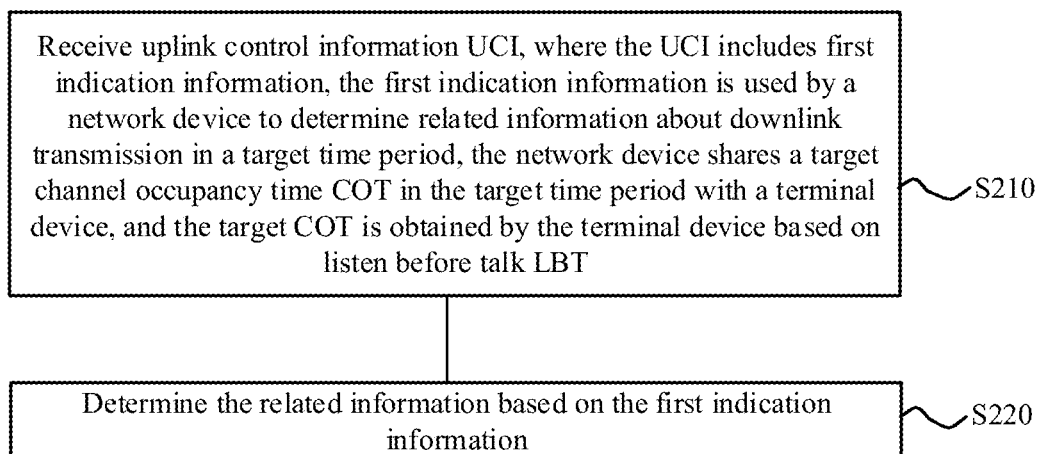 Receive uplink control information UCI, where the UCI includes first
indication information, the first indication information is used by a
network device to determine related information about downlink
transmission in a target time period, the network device shares a target
channel occupancy time COT in the target time period with a terminal
device, and the target COT is obtained by the terminal device based on
listen before talk LBT
S210
Determine the related information based on the first indication
information
S220